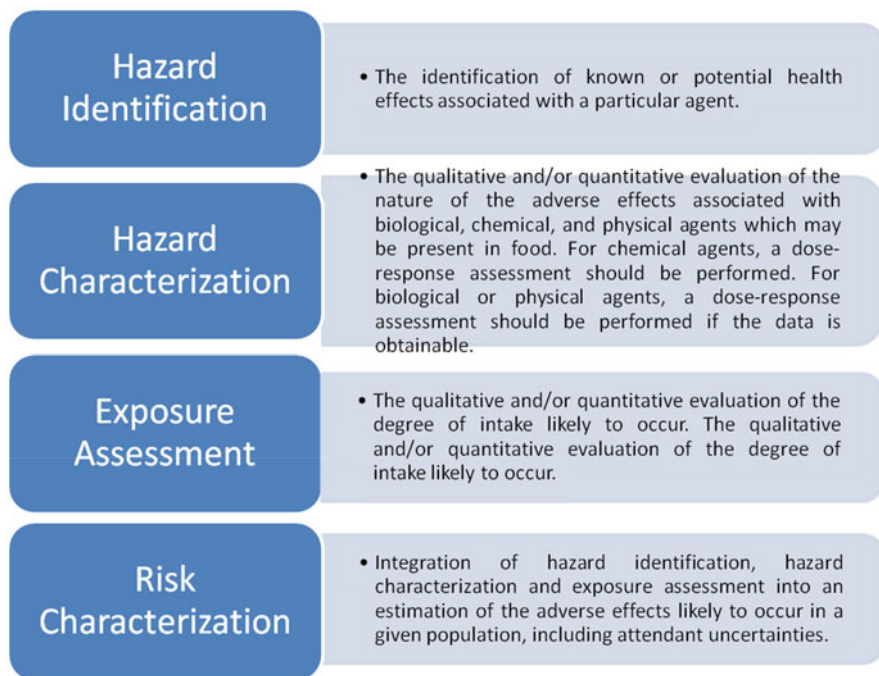 Hazard
Identification
• The identification of known or potential health
effects associated with a particular agent.
Hazard
Characterization
• The qualitative and/or quantitative evaluation of the
nature of the adverse effects associated with
biological, chemical, and physical agents which may
be present in food. For chemical agents, a dose-
response assessment should be performed. For
biological or physical agents, a dose-response
assessment should be performed if the data is
obtainable.
Exposure
Assessment
• The qualitative and/or quantitative evaluation of the
degree of intake likely to occur. The qualitative
and/or quantitative evaluation of the degree of
intake likely to occur.
Risk
Characterization
• Integration of hazard identification, hazard
characterization and exposure assessment into an
estimation of the adverse effects likely to occur in a
given population, including attendant uncertainties.